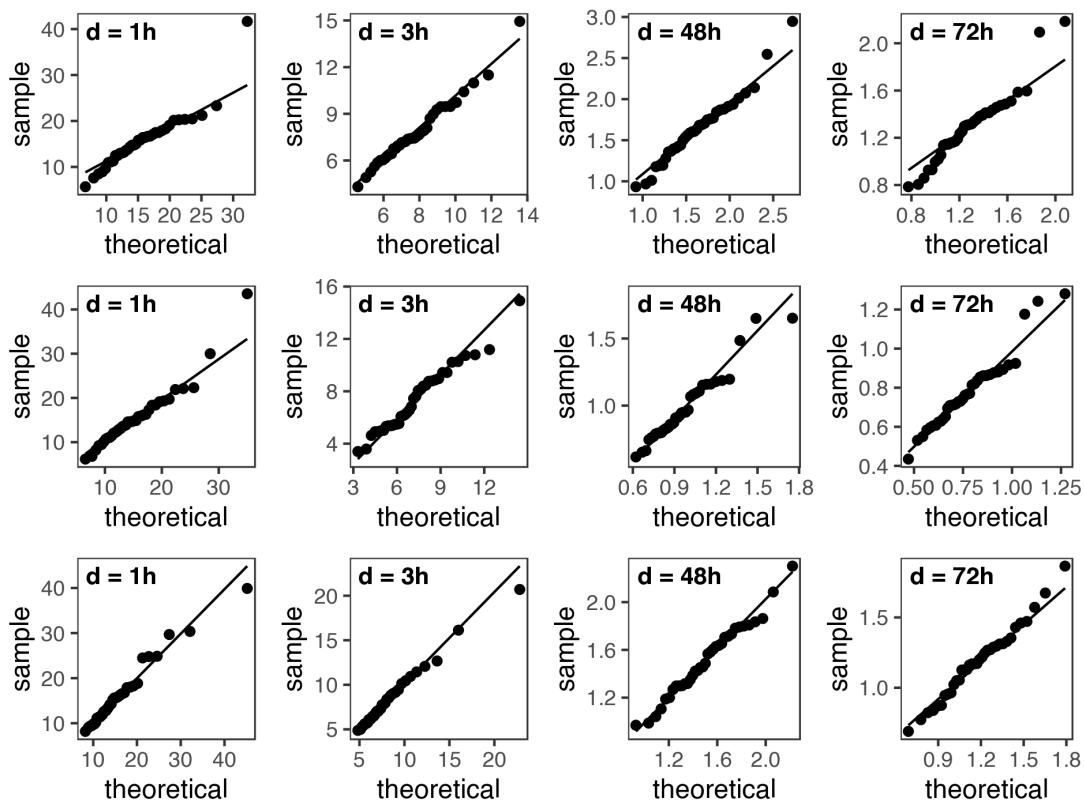 d = 1h
40
30
20
10
sample
10 15 20 25 30
theoretical
d = 3h
15
12
9
6
sample
6 8 10 12 14
theoretical
d = 48h
3.0
2.5
2.0
1.5
1.0
sample
1.0 1.5 2.0 2.5
theoretical
d = 72h
2.0
1.6
1.2
0.8
sample
0.8 1.2 1.6 2.0
theoretical
d = 1h
40
30
20
10
sample
10 20 30
theoretical
d = 3h
16
12
8
4
sample
3 6 9 12
theoretical
d = 48h
1.5
1.0
sample
0.6 0.9 1.2 1.5 1.8
theoretical
d = 72h
1.2
1.0
0.8
0.6
0.4
sample
0.50 0.75 1.00 1.25
theoretical
d = 1h
40
30
20
10
sample
10 20 30 40
theoretical
d = 3h
20
15
10
5
sample
5 10 15 20
theoretical
d = 48h
2.0
1.6
1.2
sample
1.2 1.6 2.0
theoretical
d = 72h
1.5
1.0
sample
0.9 1.2 1.5 1.8
theoretical